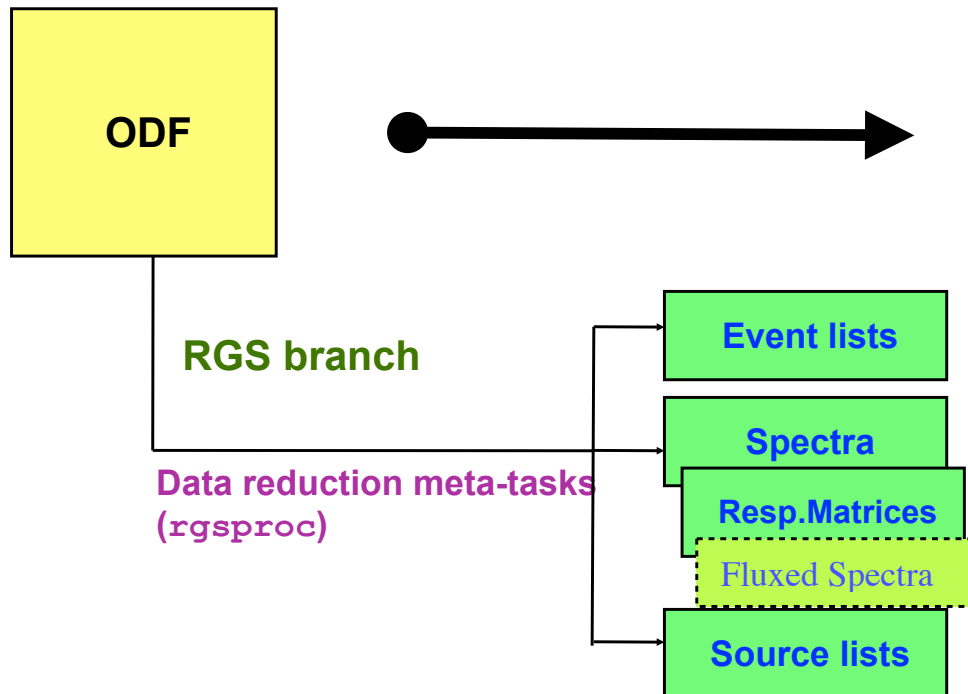 ODF
RGS branch
Data reduction meta-tasks
(rgsproc)
Event lists
Spectra
Resp.Matrices
Fluxed Spectra
Source lists